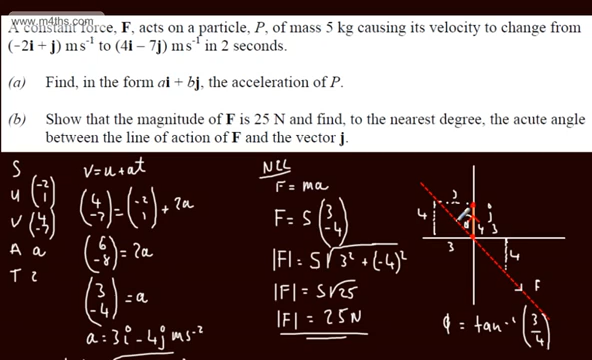 www.m4ths.com
A constant force, F, acts on a particle, P, of mass 5 kg causing its velocity to change from
(–2i + j) m s⁻¹ to (4i – 7j) m s⁻¹ in 2 seconds.
(a) Find, in the form ai + bj, the acceleration of P.
(b) Show that the magnitude of F is 25 N and find, to the nearest degree, the acute angle
between the line of action of F and the vector j.
S
U (-2 1)
V (4 -7)
A a
T 2
V = u + at
(4 -7) = (-2 1) + 2a
(6 -8) = 2a
(3 -4) = a
a = 3i - 4j ms⁻²
N2L
F = ma
F = 5 (3 -4)
|F| = 5√3² + (-4)²
|F| = 5√25
|F| = 25N
3
4
j
4 3
3
4
F
φ = tan⁻¹ (3/4)